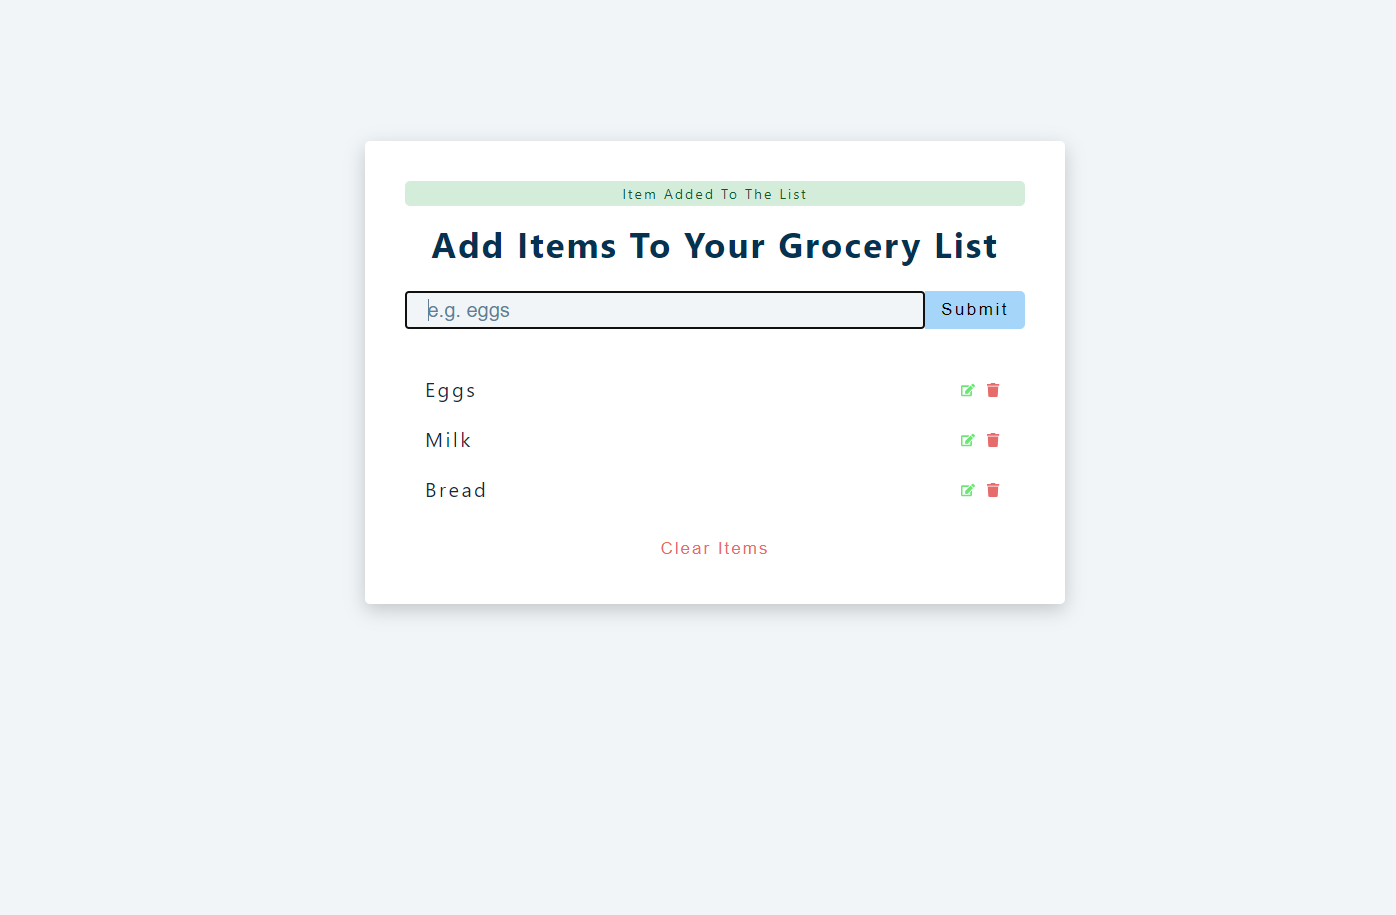 Item Added To The List
Add Items To Your Grocery List
e.g. eggs Submit
Eggs
Milk
Bread
Clear Items